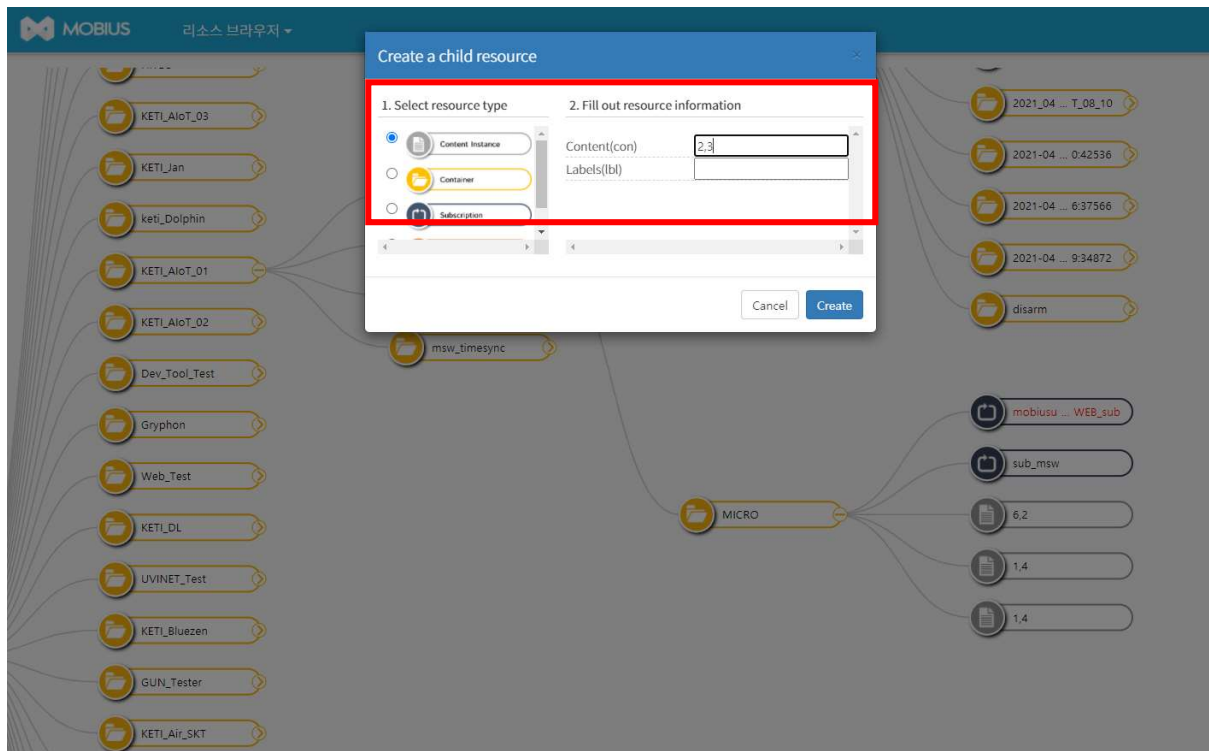 MOBIUS
리소스 브라우저
Create a child resource
×
1. Select resource type
2. Fill out resource information
Content Instance
Container
Subscription
Content(con)
2,3
Labels(lbl)
Cancel
Create
KETI_AIoT_03
KETI_Jan
keti_Dolphin
KETI_AIoT_01
KETI_AIoT_02
Dev_Tool_Test
Gryphon
Web_Test
KETI_DL
UVINET_Test
KETI_Bluezen
GUN_Tester
KETI_Air_SKT
msw_timesync
MICRO
2021_04 ... T_08_10
2021-04 ... 0:42536
2021-04 ... 6:37566
2021-04 ... 9:34872
disarm
mobiusu ... WEB_sub
sub_msw
6,2
1,4
1,4